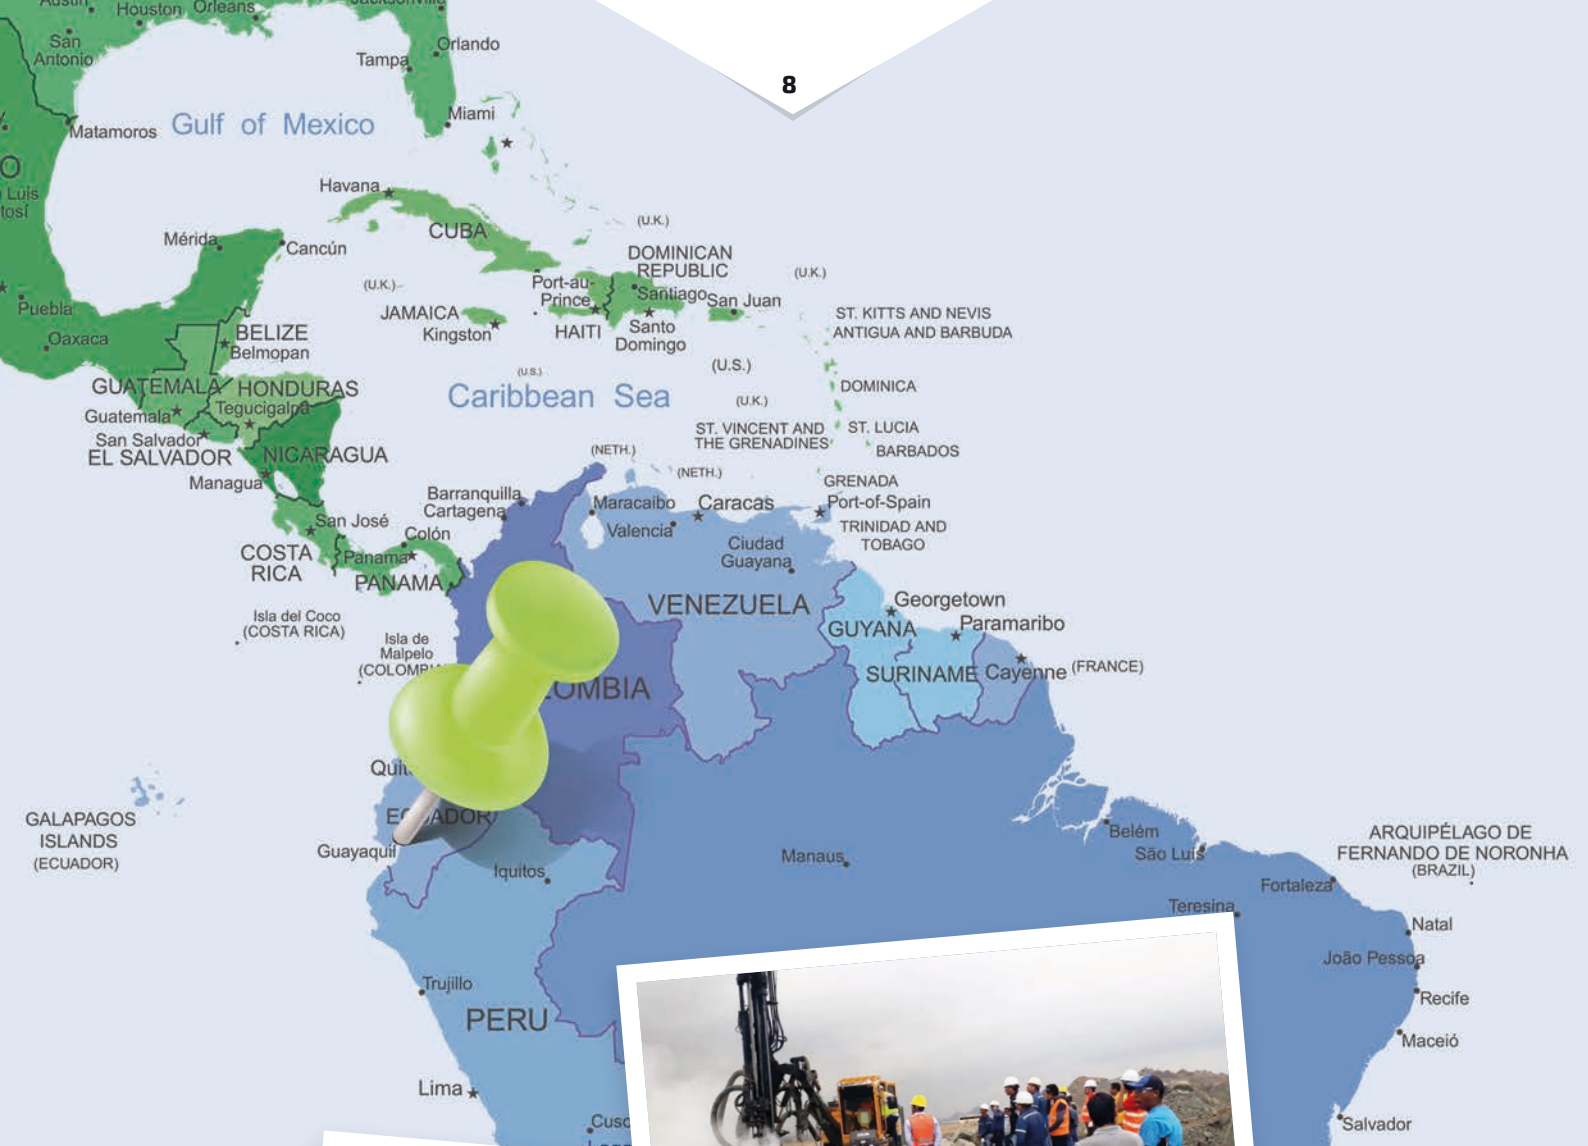 Houston
Orleans
San
Antonio
Orlando
Tampa
Miami
Matamoros
Gulf of Mexico
8
O
Luis
Havana
CUBA
(U.K.)
Mérida
Cancún
DOMINICAN
REPUBLIC
(U.K.)
(U.K.)
Port-au-
Prince
Santiago
San Juan
Puebla
JAMAICA
Kingston
HAITI
Santo
Domingo
ST. KITTS AND NEVIS
ANTIGUA AND BARBUDA
Oaxaca
BELIZE
Belmopan
(U.S.)
(U.S.)
GUATEMALA
HONDURAS
Caribbean Sea
DOMINICA
(U.K.)
Guatemala
Tegucigalpa
San Salvador
EL SALVADOR
NICARAGUA
ST. VINCENT AND
THE GRENADINES
ST. LUCIA
BARBADOS
(NETH.)
(NETH.)
Managua
GRENADA
Barranquilla
Cartagena
Maracaibo
Caracas
Port-of-Spain
Valencia
TRINIDAD AND
TOBAGO
San José
Colón
COSTA
RICA
Panama
PANAMA
Ciudad
Guayana
VENEZUELA
Georgetown
GUYANA
Paramaribo
Isla del Coco
(COSTA RICA)
Isla de
Malpelo
(COLOMBI
SURINAME
Cayenne
(FRANCE)
OMBIA
Qui
GALAPAGOS
ISLANDS
(ECUADOR)
ECUADOR
Guayaquil
Iquitos
Manaus
Belém
São Luís
ARQUIPÉLAGO DE
FERNANDO DE NORONHA
(BRAZIL)
Fortaleza
Teresina
Natal
João Pessoa
Trujillo
Recife
PERU
Maceió
Lima
Cusc
Salvador